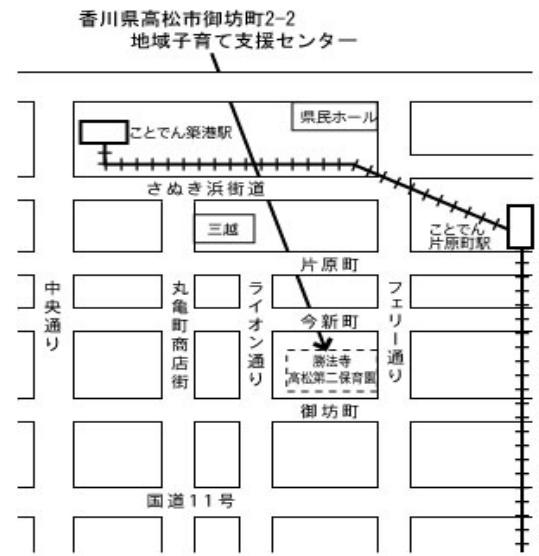 香川県高松市御坊町2-2
地域子育て支援センター
県民ホール
ことでん築港駅
さぬき浜街道
三越
ことでん
片原町駅
片原町
中央通り
丸亀町商店街
ライオン通り
フェリー通り
今新町
勝法寺
高松第二保育園
御坊町
国道11号